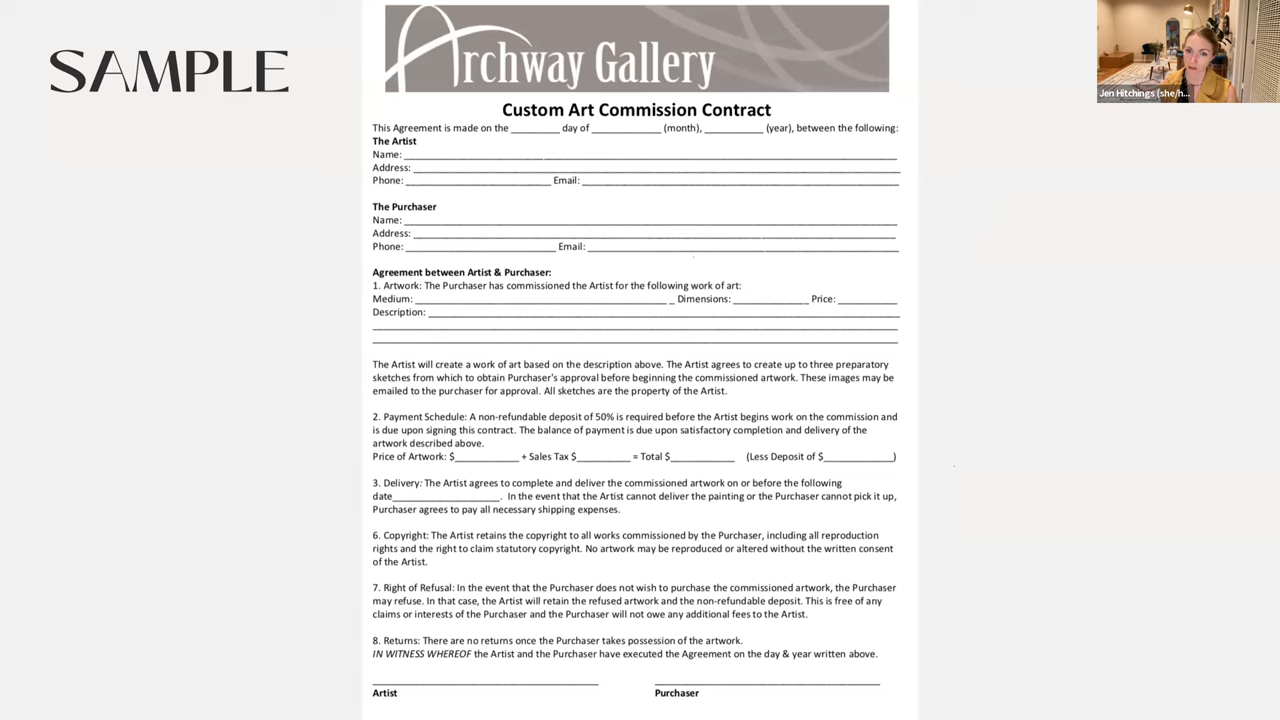 SAMPLE
Archway Gallery
Jen Hitchings (she/h...
Custom Art Commission Contract
This Agreement is made on the _________ day of _____________ (month), ___________ (year), between the following:
The Artist
Name: ____________________________________________
Address: ____________________________________________
Phone: ___________________________ Email: ____________________________________________
The Purchaser
Name: ____________________________________________
Address: ____________________________________________
Phone: ____________________________ Email: ____________________________________________
Agreement between Artist & Purchaser:
1. Artwork: The Purchaser has commissioned the Artist for the following work of art:
Medium: ____________________________________________ _ Dimensions: ______________ Price: ___________
Description: ____________________________________________
____________________________________________
____________________________________________
The Artist will create a work of art based on the description above. The Artist agrees to create up to three preparatory
sketches from which to obtain Purchaser's approval before beginning the commissioned artwork. These images may be
emailed to the purchaser for approval. All sketches are the property of the Artist.
2. Payment Schedule: A non-refundable deposit of 50% is required before the Artist begins work on the commission and
is due upon signing this contract. The balance of payment is due upon satisfactory completion and delivery of the
artwork described above.
Price of Artwork: $____________ + Sales Tax $__________ = Total $____________ (Less Deposit of $_____________)
3. Delivery: The Artist agrees to complete and deliver the commissioned artwork on or before the following
date____________________. In the event that the Artist cannot deliver the painting or the Purchaser cannot pick it up,
Purchaser agrees to pay all necessary shipping expenses.
6. Copyright: The Artist retains the copyright to all works commissioned by the Purchaser, including all reproduction
rights and the right to claim statutory copyright. No artwork may be reproduced or altered without the written consent
of the Artist.
7. Right of Refusal: In the event that the Purchaser does not wish to purchase the commissioned artwork, the Purchaser
may refuse. In that case, the Artist will retain the refused artwork and the non-refundable deposit. This is free of any
claims or interests of the Purchaser and the Purchaser will not owe any additional fees to the Artist.
8. Returns: There are no returns once the Purchaser takes possession of the artwork.
IN WITNESS WHEREOF the Artist and the Purchaser have executed the Agreement on the day & year written above.
____________________________________________ ____________________________________________
Artist Purchaser